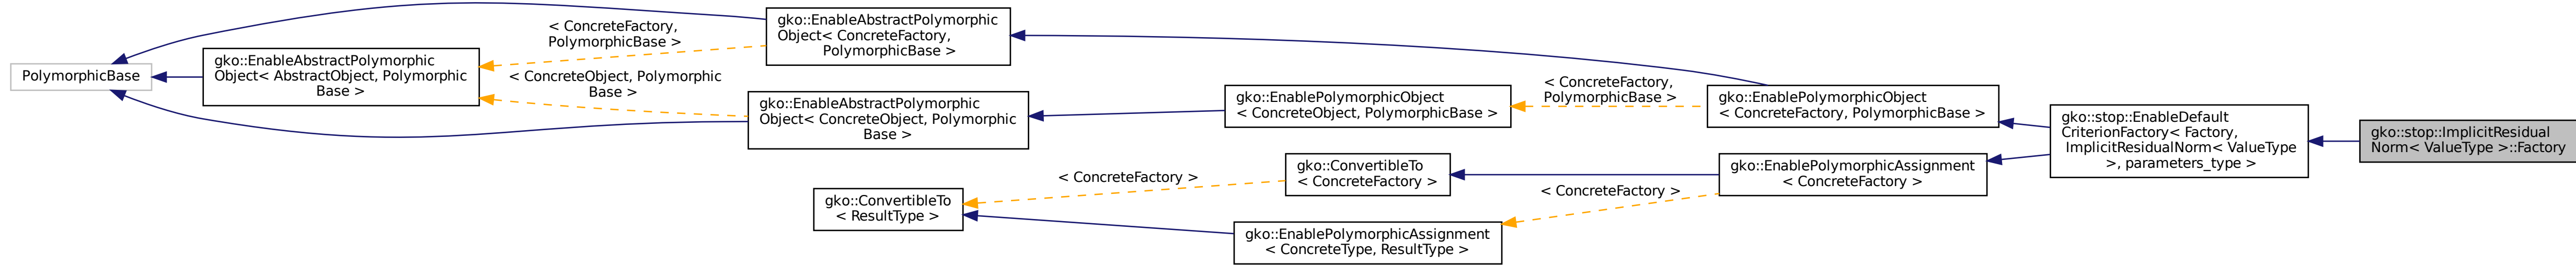 PolymorphicBase
gko::EnableAbstractPolymorphic
Object< AbstractObject, Polymorphic
Base >
< ConcreteFactory,
PolymorphicBase >
< ConcreteObject, Polymorphic
Base >
gko::EnableAbstractPolymorphic
Object< ConcreteFactory,
PolymorphicBase >
gko::EnableAbstractPolymorphic
Object< ConcreteObject, Polymorphic
Base >
gko::ConvertibleTo
< ResultType >
< ConcreteFactory >
gko::EnablePolymorphicObject
< ConcreteObject, PolymorphicBase >
gko::ConvertibleTo
< ConcreteFactory >
gko::EnablePolymorphicAssignment
< ConcreteType, ResultType >
< ConcreteFactory,
PolymorphicBase >
< ConcreteFactory >
gko::EnablePolymorphicObject
< ConcreteFactory, PolymorphicBase >
gko::EnablePolymorphicAssignment
< ConcreteFactory >
gko::stop::EnableDefault
CriterionFactory< Factory,
ImplicitResidualNorm< ValueType
>, parameters_type >
gko::stop::ImplicitResidual
Norm< ValueType >::Factory